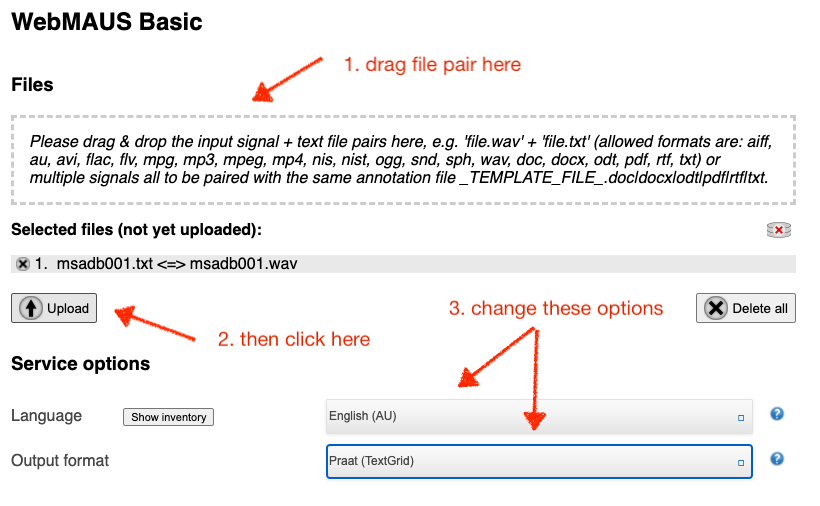 WebMAUS Basic
1. drag file pair here
Files
Please drag & drop the input signal + text file pairs here, e.g. 'file.wav' + 'file.txt' (allowed formats are: aiff,
au, avi, flac, flv, mpg, mp3, mpeg, mp4, nis, nist, ogg, snd, sph, wav, doc, docx, odt, pdf, rtf, txt) or
multiple signals all to be paired with the same annotation file _TEMPLATE_FILE_.doc|docx|odt|pdf|rtf|txt.
Selected files (not yet uploaded):
1. msadb001.txt <=> msadb001.wav
Upload
3. change these options
Delete all
2. then click here
Service options
Language Show inventory English (AU)
Output format Praat (TextGrid)